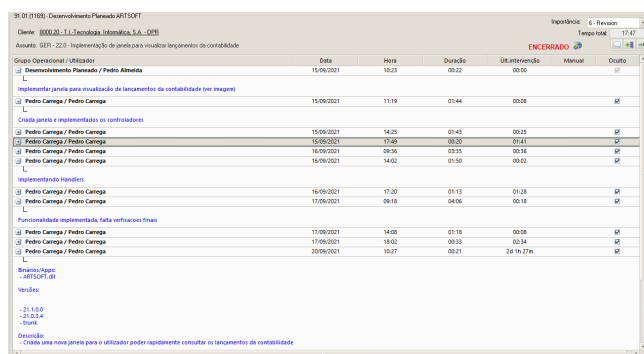 91.01 (1169) - Desenvolvimento Planeado ARTSOFT
Importância: 6 - Revision
Cliente: 0000.20 - T.I.-Tecnologia Informática, S.A. - DPR
Tempo total: 17:47
Assunto: GER - 22.0 - Implementação de janela para visualizar lançamentos da contabilidade
ENCERRADO
Grupo Operacional / Utilizador Data Hora Duração Últ.intervenção Manual Oculto
Desenvolvimento Planeado / Pedro Almeida 15/09/2021 10:23 00:22 00:00
Implementar janela para visualizacão de lancamentos da contabilidade (ver imagem)
Pedro Carrega / Pedro Carrega 15/09/2021 11:19 01:44 00:08
Criada janela e implementados os controladores
Pedro Carrega / Pedro Carrega 15/09/2021 14:25 01:43 00:25
Pedro Carrega / Pedro Carrega 15/09/2021 17:49 00:20 01:41
Pedro Carrega / Pedro Carrega 16/09/2021 09:36 03:35 00:36
Pedro Carrega / Pedro Carrega 16/09/2021 14:02 01:50 00:02
Implementando Handlers
Pedro Carrega / Pedro Carrega 16/09/2021 17:20 01:13 01:28
Pedro Carrega / Pedro Carrega 17/09/2021 09:18 04:06 00:18
Funcionalidade implementada, falta verficacoes finais
Pedro Carrega / Pedro Carrega 17/09/2021 14:08 01:18 00:08
Pedro Carrega / Pedro Carrega 17/09/2021 18:02 00:33 02:34
Pedro Carrega / Pedro Carrega 20/09/2021 10:27 00:21 2d 1h 27m
Binários/Apps:
- ARTSOFT.dll
Versões:
- 21.1.0.0
- 21.0.3.4
- trunk
Descrição:
- Criada uma nova janela para o utilizador poder rapidamente consultar os lançamentos da contabilidade